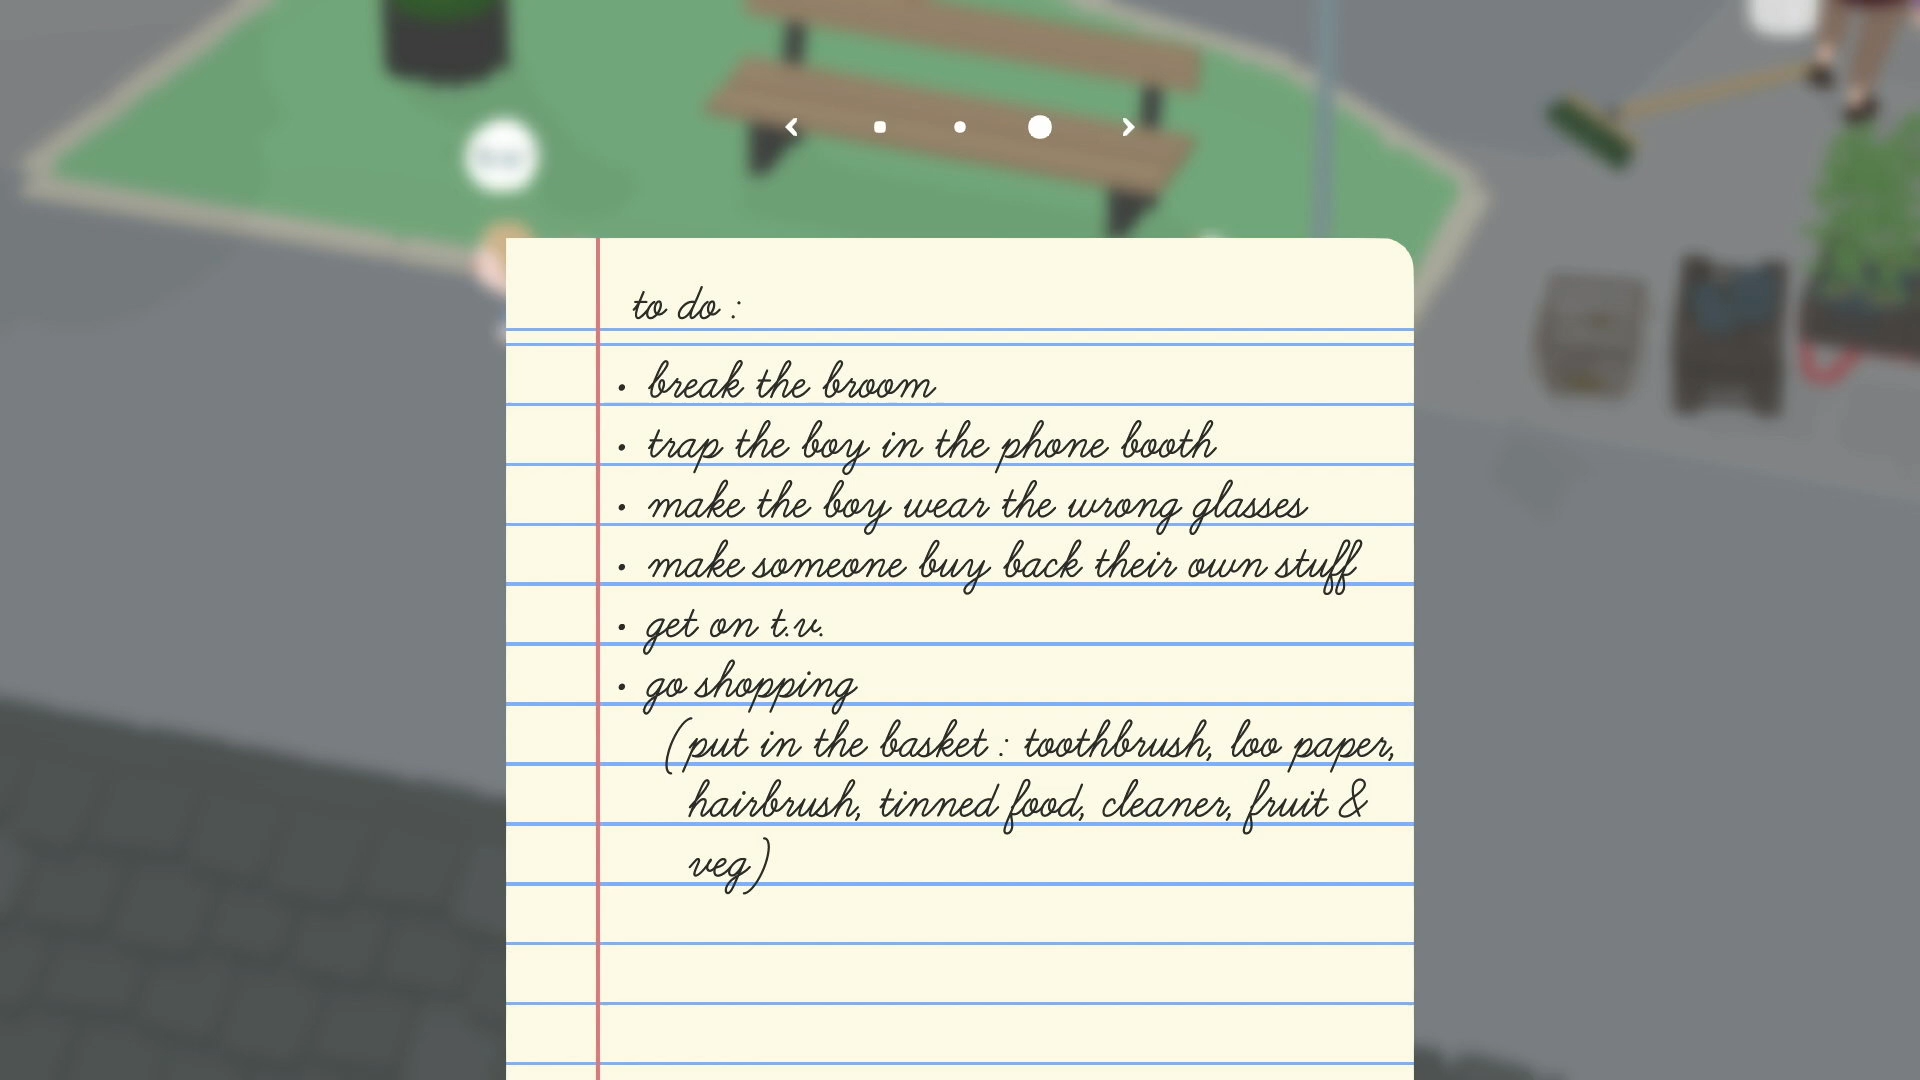 to do :
• break the broom
• trap the boy in the phone booth
• make the boy wear the wrong glasses
• make someone buy back their own stuff
• get on t.v.
• go shopping
(put in the basket : toothbrush, loo paper,
hairbrush, tinned food, cleaner, fruit &
veg)